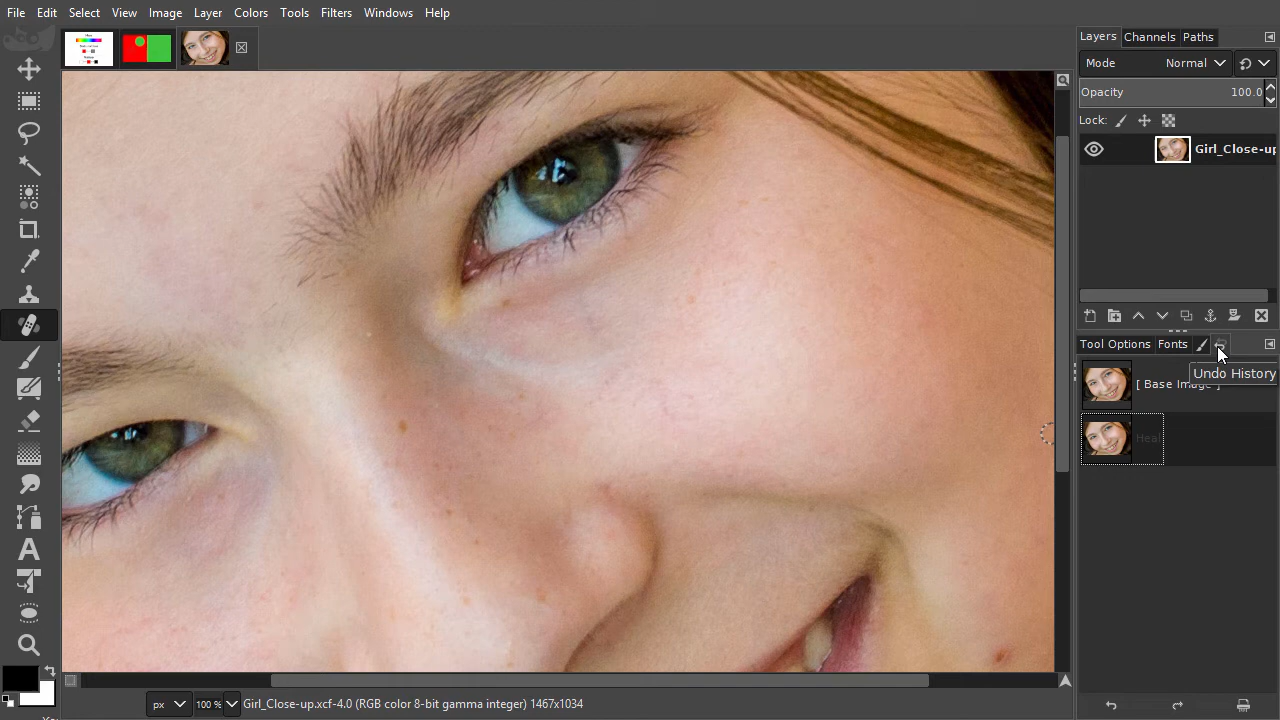 File Edit Select View Image Layer Colors Tools Filters Windows Help
Layers Channels Paths
Mode Normal
Opacity 100.0
Lock:
Girl_Close-up
Tool Options Fonts
Undo History
[ Base Image ]
Heal
px 100 % Girl_Close-up.xcf-4.0 (RGB color 8-bit gamma integer) 1467x1034